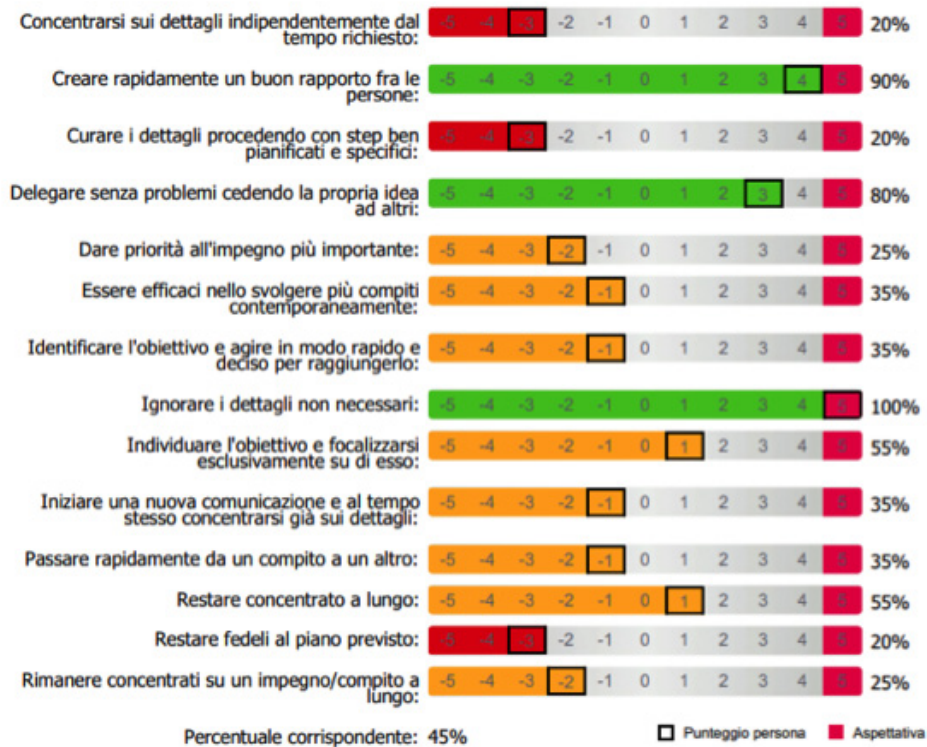 Concentrarsi sui dettagli indipendentemente dal
tempo richiesto:
-5 -4 -3 -2 -1 0 1 2 3 4 5 20%
Creare rapidamente un buon rapporto fra le
persone:
-5 -4 -3 -2 -1 0 1 2 3 4 5 90%
Curare i dettagli procedendo con step ben
pianificati e specifici:
-5 -4 -3 -2 -1 0 1 2 3 4 5 20%
Delegare senza problemi cedendo la propria idea
ad altri:
-5 -4 -3 -2 -1 0 1 2 3 4 5 80%
Dare priorità all'impegno più importante:
-5 -4 -3 -2 -1 0 1 2 3 4 5 25%
Essere efficaci nello svolgere più compiti
contemporaneamente:
-5 -4 -3 -2 -1 0 1 2 3 4 5 35%
Identificare l'obiettivo e agire in modo rapido e
deciso per raggiungerlo:
-5 -4 -3 -2 -1 0 1 2 3 4 5 35%
Ignorare i dettagli non necessari:
-5 -4 -3 -2 -1 0 1 2 3 4 5 100%
Individuare l'obiettivo e focalizzarsi
esclusivamente su di esso:
-5 -4 -3 -2 -1 0 1 2 3 4 5 55%
Iniziare una nuova comunicazione e al tempo
stesso concentrarsi già sui dettagli:
-5 -4 -3 -2 -1 0 1 2 3 4 5 35%
Passare rapidamente da un compito a un altro:
-5 -4 -3 -2 -1 0 1 2 3 4 5 35%
Restare concentrato a lungo:
-5 -4 -3 -2 -1 0 1 2 3 4 5 55%
Restare fedeli al piano previsto:
-5 -4 -3 -2 -1 0 1 2 3 4 5 20%
Rimanere concentrati su un impegno/compito a
lungo:
-5 -4 -3 -2 -1 0 1 2 3 4 5 25%
Percentuale corrispondente: 45%
Punteggio persona Aspettativa